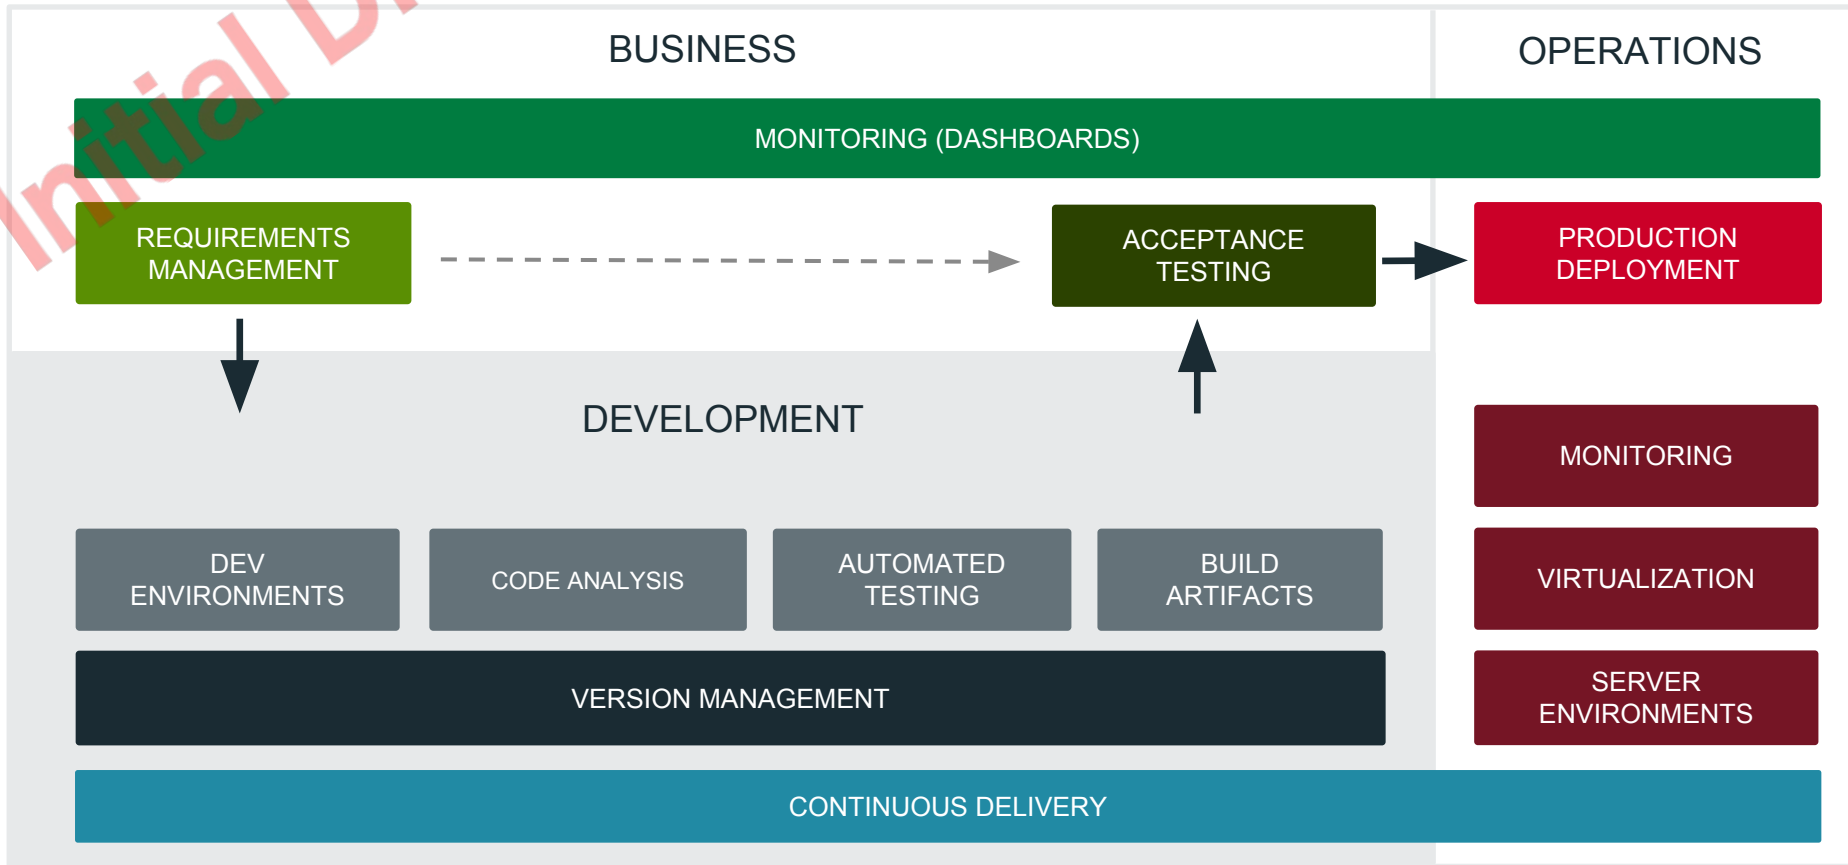 Initial
BUSINESS
OPERATIONS
MONITORING (DASHBOARDS)
REQUIREMENTS
MANAGEMENT
ACCEPTANCE
TESTING
PRODUCTION
DEPLOYMENT
DEVELOPMENT
MONITORING
DEV
ENVIRONMENTS
CODE ANALYSIS
AUTOMATED
TESTING
BUILD
ARTIFACTS
VIRTUALIZATION
VERSION MANAGEMENT
SERVER
ENVIRONMENTS
CONTINUOUS DELIVERY